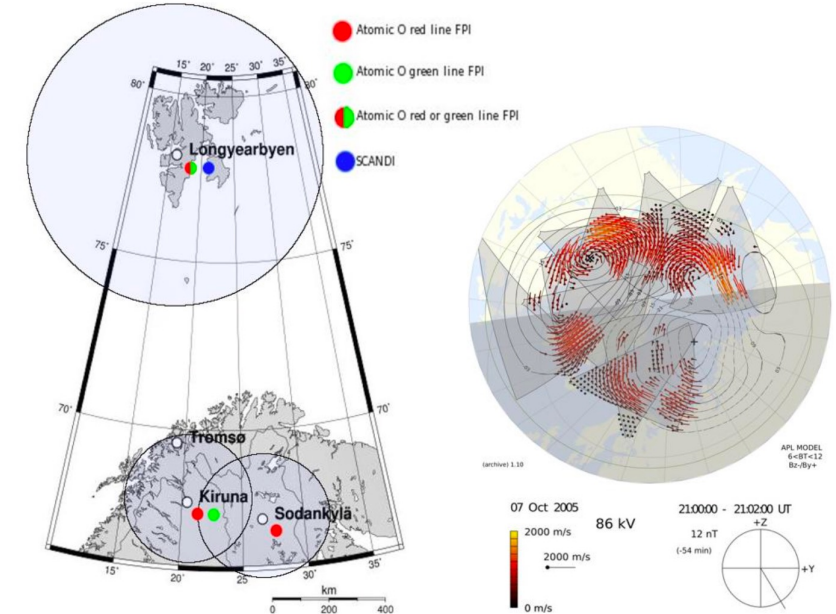 Atomic O red line FPI
Atomic O green line FPI
Atomic O red or green line FPI
SCANDI
15˚ 20˚ 25˚ 30˚ 35˚
80˚ 80˚
Longyearbyen
75˚ 75˚
70˚ 70˚
Tromsø
Kiruna
Sodankylä
15˚ 20˚ 25˚ 30˚ 35˚
km
0 200 400
APL MODEL
6<BT<12
Bz-/By+
(archive) 1.10
07 Oct 2005
86 kV
21:00:00 - 21:02:00 UT
2000 m/s
2000 m/s
0 m/s
+Z
12 nT
(-54 min)
+Y